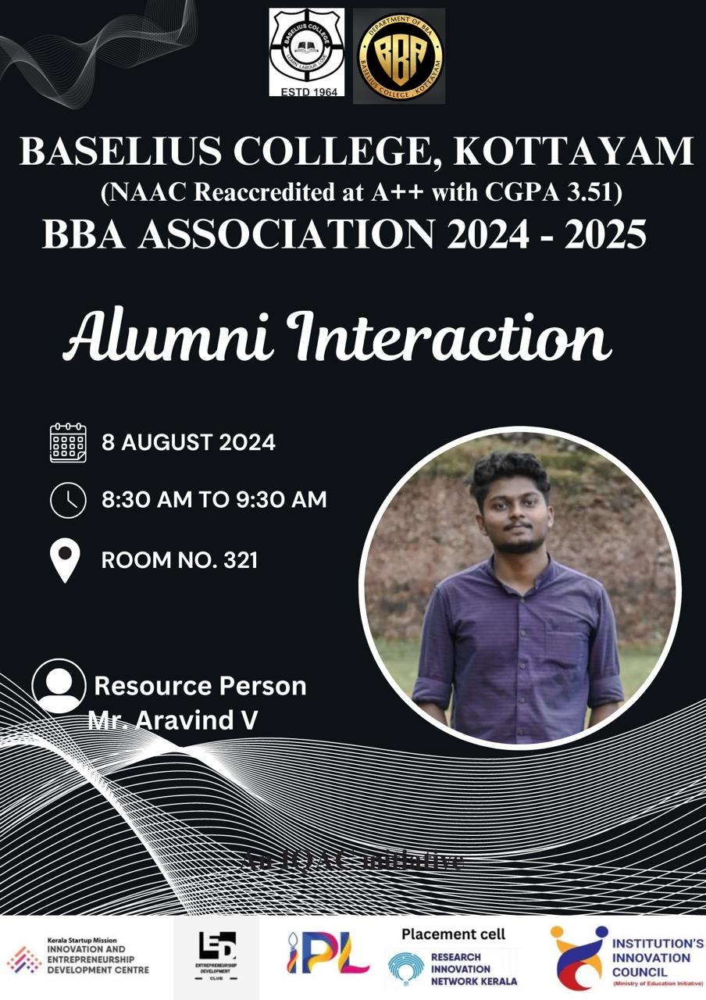 BASELIUS COLLEGE
LEARN LABOUR LOVE
ESTD 1964
DEPARTMENT OF BBA
BBA
BASELIUS COLLEGE , KOTTAYAM
BASELIUS COLLEGE, KOTTAYAM
(NAAC Reaccredited at A++ with CGPA 3.51)
BBA ASSOCIATION 2024 - 2025
Alumni Interaction
8 AUGUST 2024
8:30 AM TO 9:30 AM
ROOM NO. 321
Resource Person
Mr. Aravind V
An IQAC initiative
Kerala Startup Mission
INNOVATION AND
ENTREPRENEURSHIP
DEVELOPMENT CENTRE
ED
ENTREPRENEURSHIP
DEVELOPMENT
CLUB
iPL
Placement cell
RESEARCH
INNOVATION
NETWORK KERALA
INSTITUTION'S
INNOVATION
COUNCIL
(Ministry of Education Initiative)